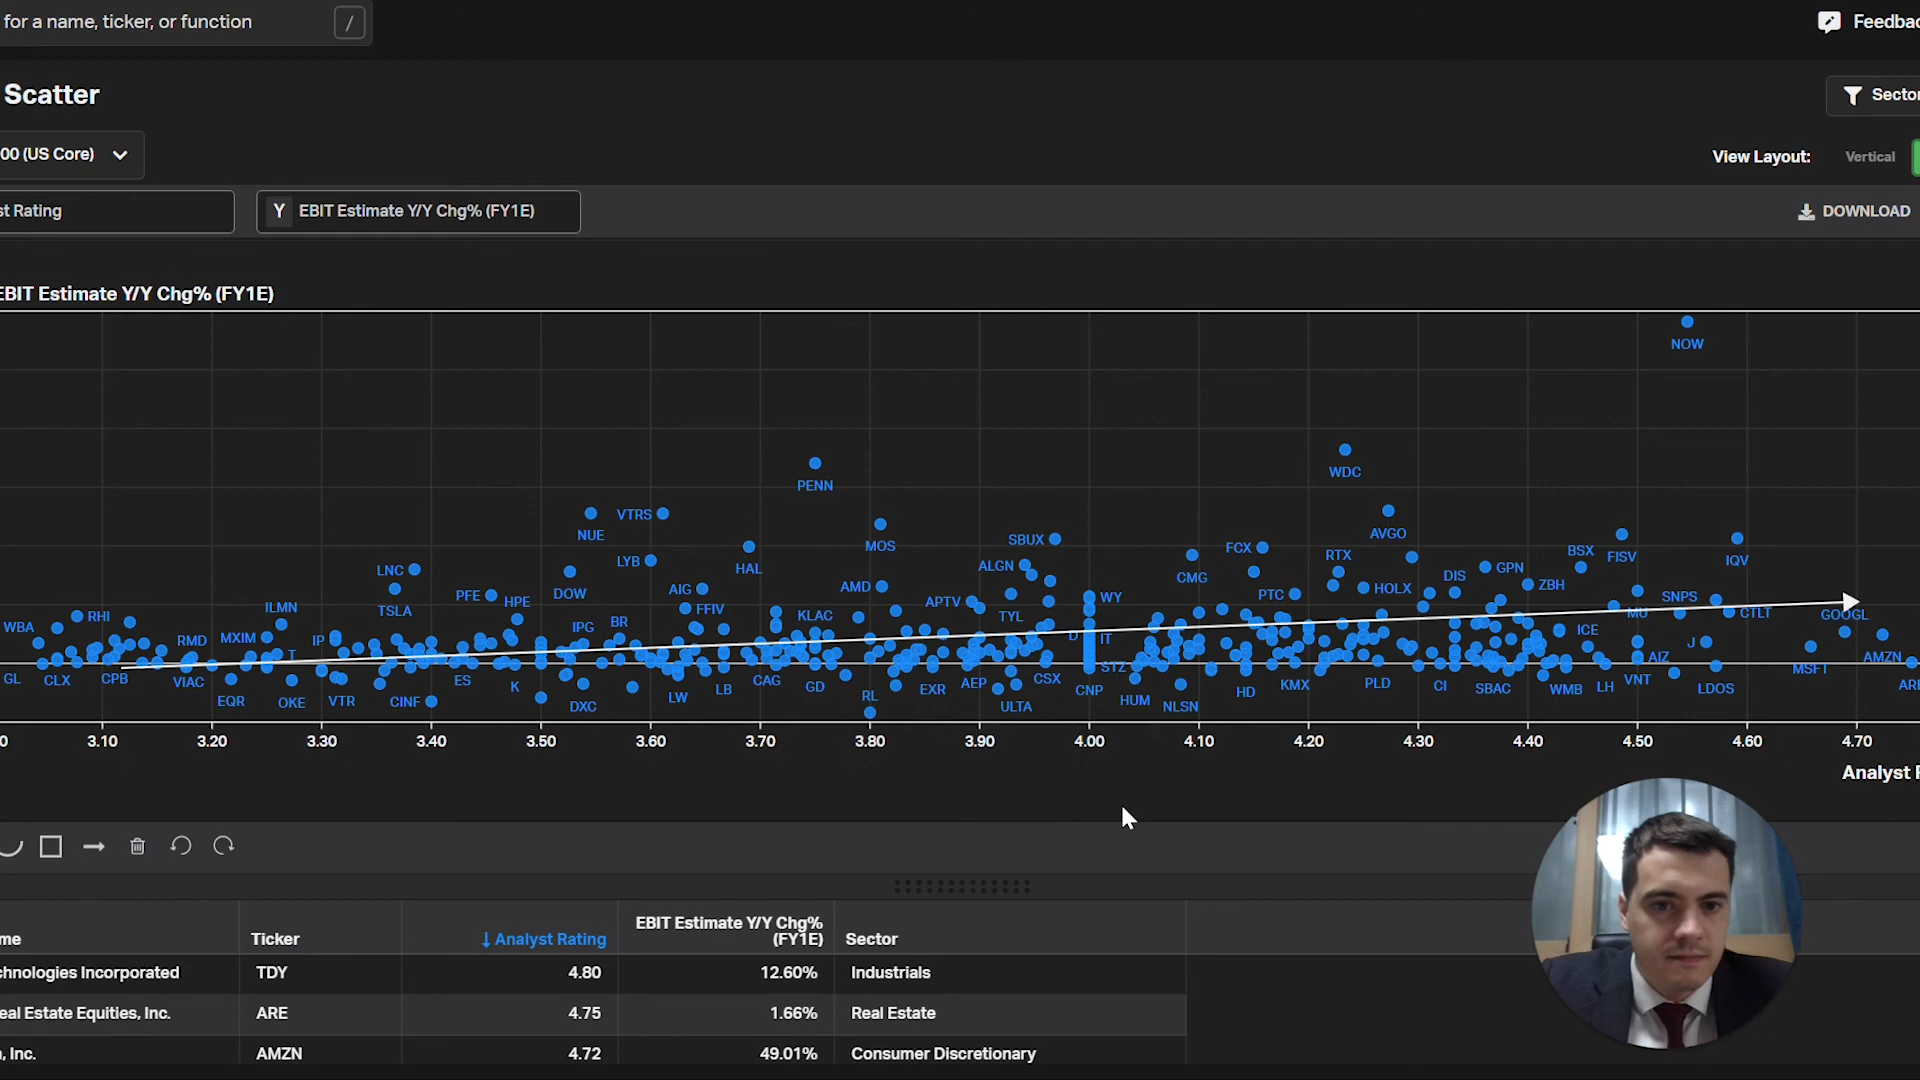 for a name, ticker, or function /
Feedbac
Scatter
Sector
00 (US Core)
View Layout: Vertical
st Rating
Y EBIT Estimate Y/Y Chg% (FY1E)
DOWNLOAD
EBIT Estimate Y/Y Chg% (FY1E)
NOW
WDC
PENN
VTRS
NUE
AVGO
MOS
SBUX
FCX
BSX
FISV
IQV
LYB
HAL
RTX
LNC
ALGN
CMG
DIS
GPN
ZBH
TSLA
PFE
HPE
DOW
AIG
AMD
HOLX
PTC
SNPS
ILMN
FFIV
APTV
WY
WBA
RHI
KLAC
TYL
MU
CTLT
GOOGL
IPG
BR
RMD
MXIM
IP
D
IT
ICE
J
T
AIZ
AMZN
MSFT
STZ
GL
CLX
CPB
VIAC
ES
K
LB
CAG
GD
EXR
AEP
CSX
CNP
HD
KMX
PLD
CI
SBAC
WMB
LH
VNT
LDOS
ARE
EQR
OKE
VTR
CINF
DXC
LW
RL
ULTA
HUM
NLSN
0 3.10 3.20 3.30 3.40 3.50 3.60 3.70 3.80 3.90 4.00 4.10 4.20 4.30 4.40 4.50 4.60 4.70
Analyst R
me Ticker ↓ Analyst Rating EBIT Estimate Y/Y Chg% (FY1E) Sector
chnologies Incorporated TDY 4.80 12.60% Industrials
eal Estate Equities, Inc. ARE 4.75 1.66% Real Estate
, Inc. AMZN 4.72 49.01% Consumer Discretionary